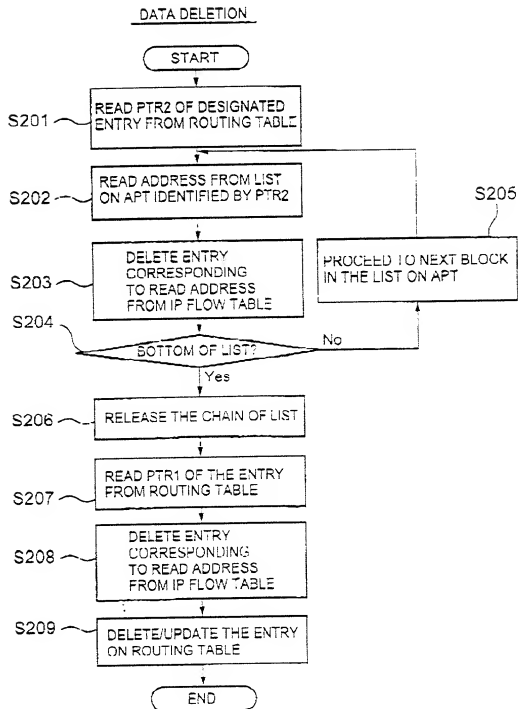 DATA DELETION
START
S201
READ PTR2 OF DESIGNATED
ENTRY FROM ROUTING TABLE
S202
READ ADDRESS FROM LIST
ON APT IDENTIFIED BY PTR2
S205
PROCEED TO NEXT BLOCK
IN THE LIST ON APT
S203
DELETE ENTRY
CORRESPONDING
TO READ ADDRESS
FROM IP FLOW TABLE
S204
BOTTOM OF LIST?
No
Yes
S206
RELEASE THE CHAIN OF LIST
S207
READ PTR1 OF THE ENTRY
FROM ROUTING TABLE
S208
DELETE ENTRY
CORRESPONDING
TO READ ADDRESS
FROM IP FLOW TABLE
S209
DELETE/UPDATE THE ENTRY
ON ROUTING TABLE
END